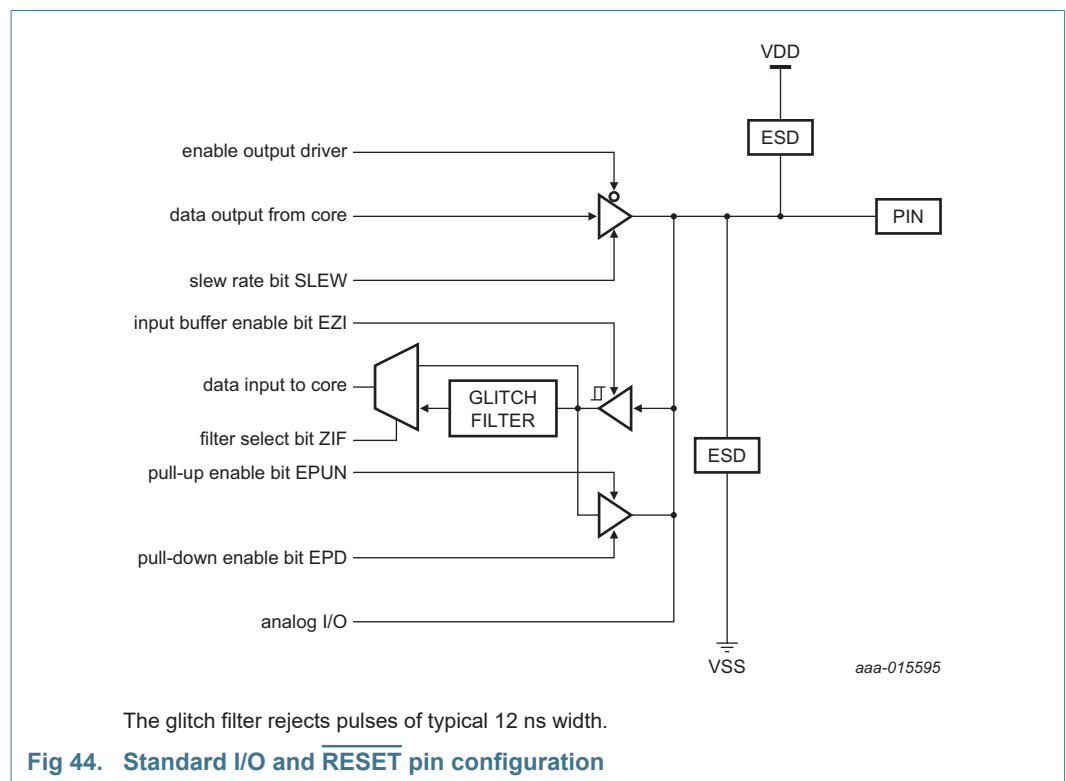 VDD
ESD
enable output driver
data output from core
PIN
slew rate bit SLEW
input buffer enable bit EZI
data input to core
GLITCH
FILTER
filter select bit ZIF
ESD
pull-up enable bit EPUN
pull-down enable bit EPD
analog I/O
VSS
aaa-015595
The glitch filter rejects pulses of typical 12 ns width.
Fig 44. Standard I/O and RESET pin configuration